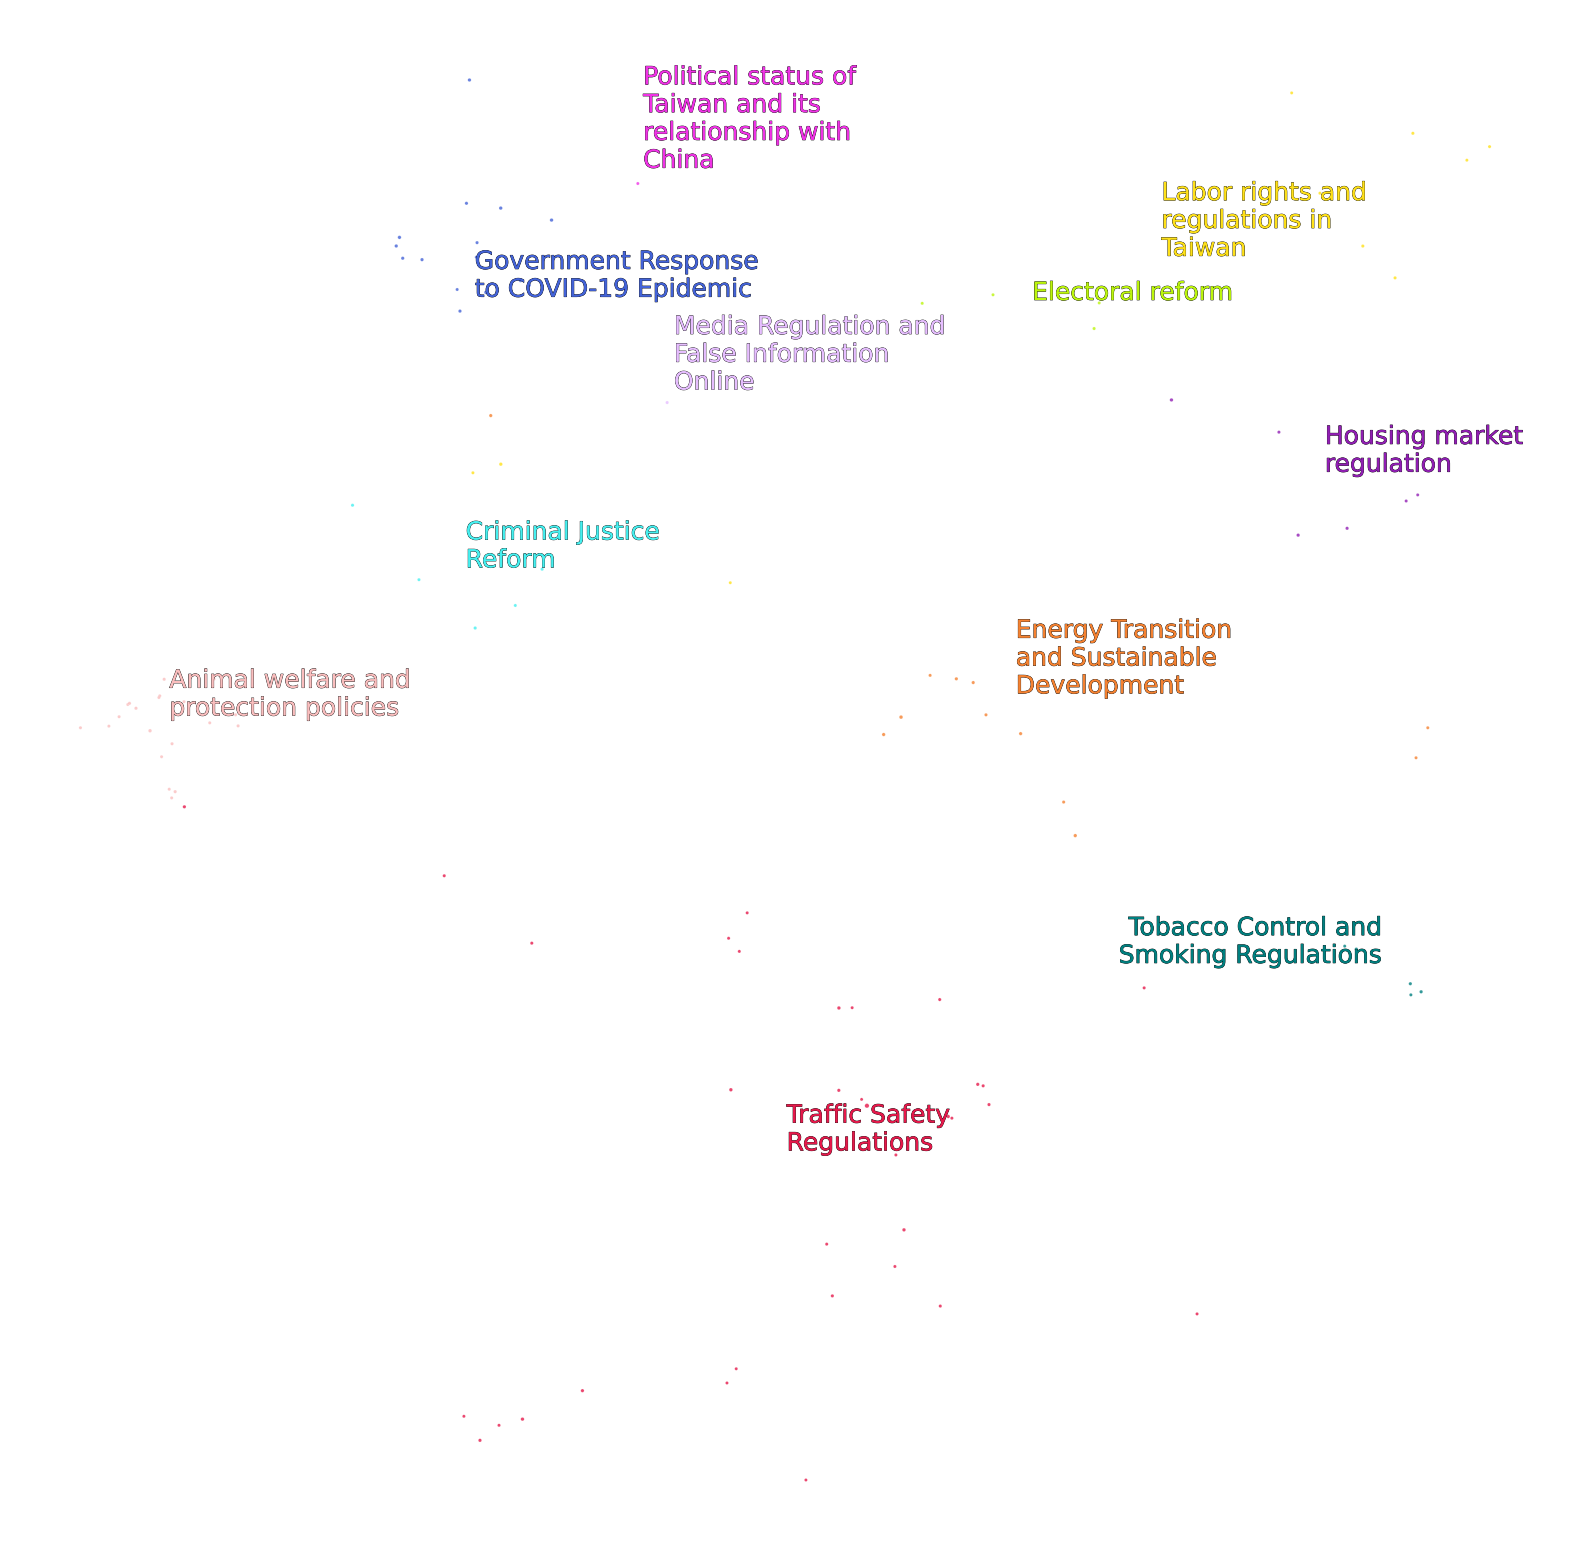 Political status of
Taiwan and its
relationship with
China
Labor rights and
regulations in
Taiwan
Government Response
to COVID-19 Epidemic
Electoral reform
Media Regulation and
False Information
Online
Housing market
regulation
Criminal Justice
Reform
Energy Transition
and Sustainable
Development
Animal welfare and
protection policies
Tobacco Control and
Smoking Regulations
Traffic Safety
Regulations